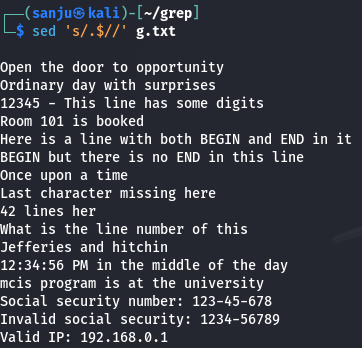 ┌──(sanju㉿kali)-[~/grep]
└─$ sed 's/.$//' g.txt

Open the door to opportunity
Ordinary day with surprises
12345 - This line has some digits
Room 101 is booked
Here is a line with both BEGIN and END in it
BEGIN but there is no END in this line
Once upon a time
Last character missing here
42 lines her
What is the line number of this
Jefferies and hitchin
12:34:56 PM in the middle of the day
mcis program is at the university
Social security number: 123-45-678
Invalid social security: 1234-56789
Valid IP: 192.168.0.1